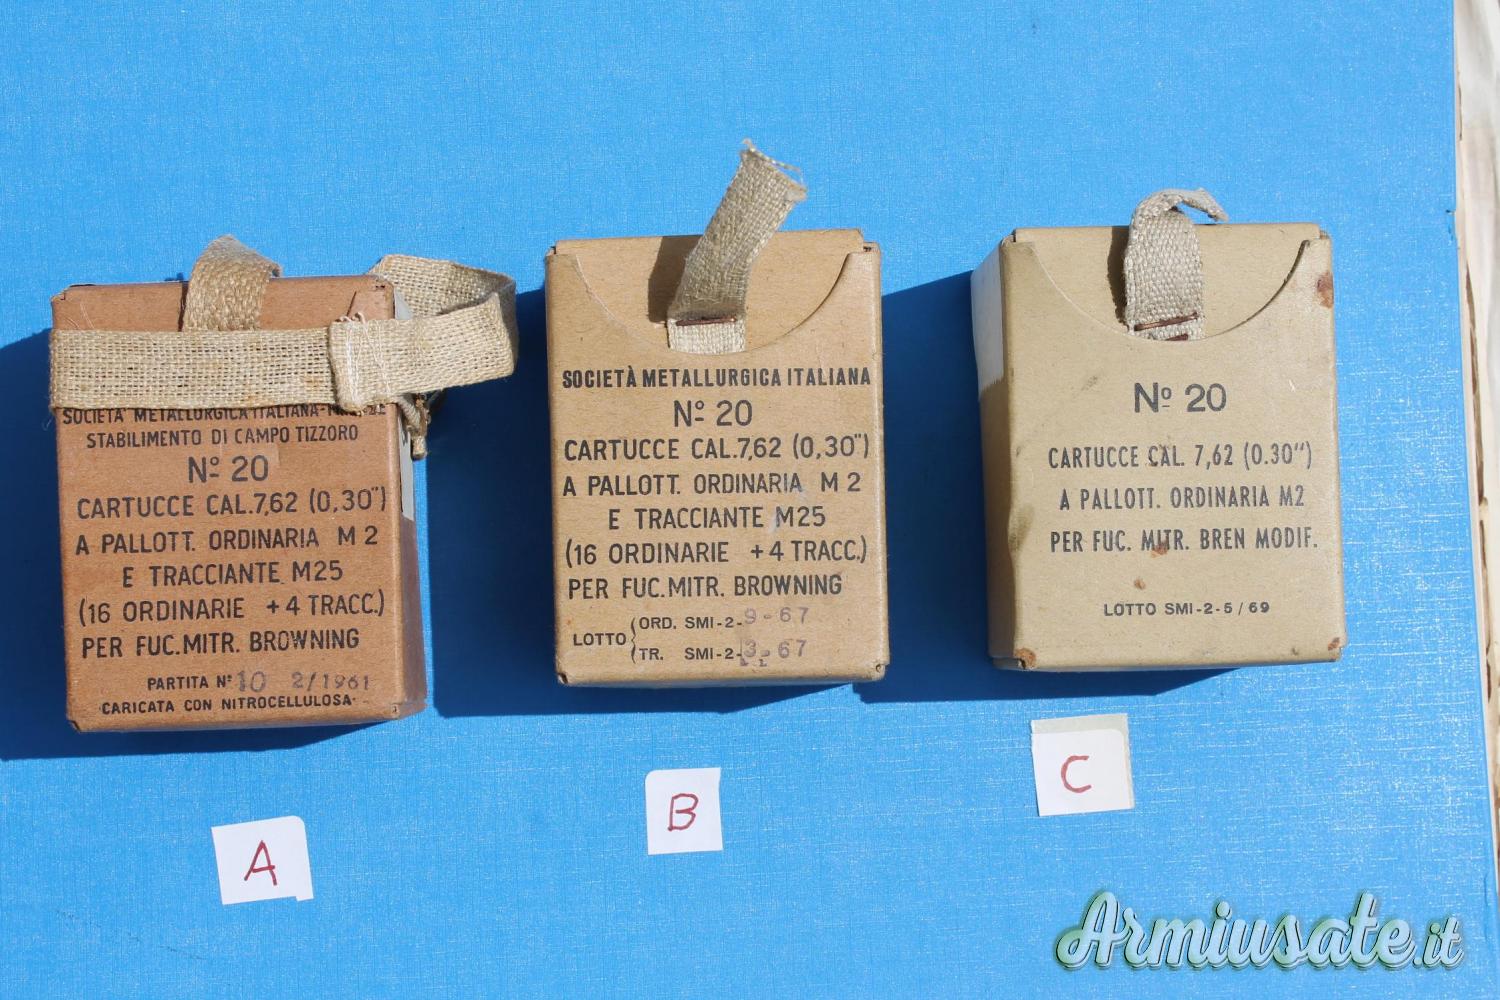 SOCIETA' METALLURGICA ITALIANA
STABILIMENTO DI CAMPO TIZZORO
Nº 20
CARTUCCE CAL.7,62 (0,30")
A PALLOTT. ORDINARIA M 2
E TRACCIANTE M25
(16 ORDINARIE + 4 TRACC.)
PER FUC.MITR. BROWNING
PARTITA Nº 10 2/1961
CARICATA CON NITROCELLULOSA
A
SOCIETÀ METALLURGICA ITALIANA
Nº 20
CARTUCCE CAL.7,62 (0,30")
A PALLOTT. ORDINARIA M 2
E TRACCIANTE M25
(16 ORDINARIE + 4 TRACC.)
PER FUC.MITR. BROWNING
LOTTO
ORD. SMI-2-9-67
TR. SMI-2-3-67
B
Nº 20
CARTUCCE CAL. 7,62 (0.30")
A PALLOTT. ORDINARIA M2
PER FUC. MITR. BREN MODIF.
LOTTO SMI-2-5/69
C
Armiusate.it